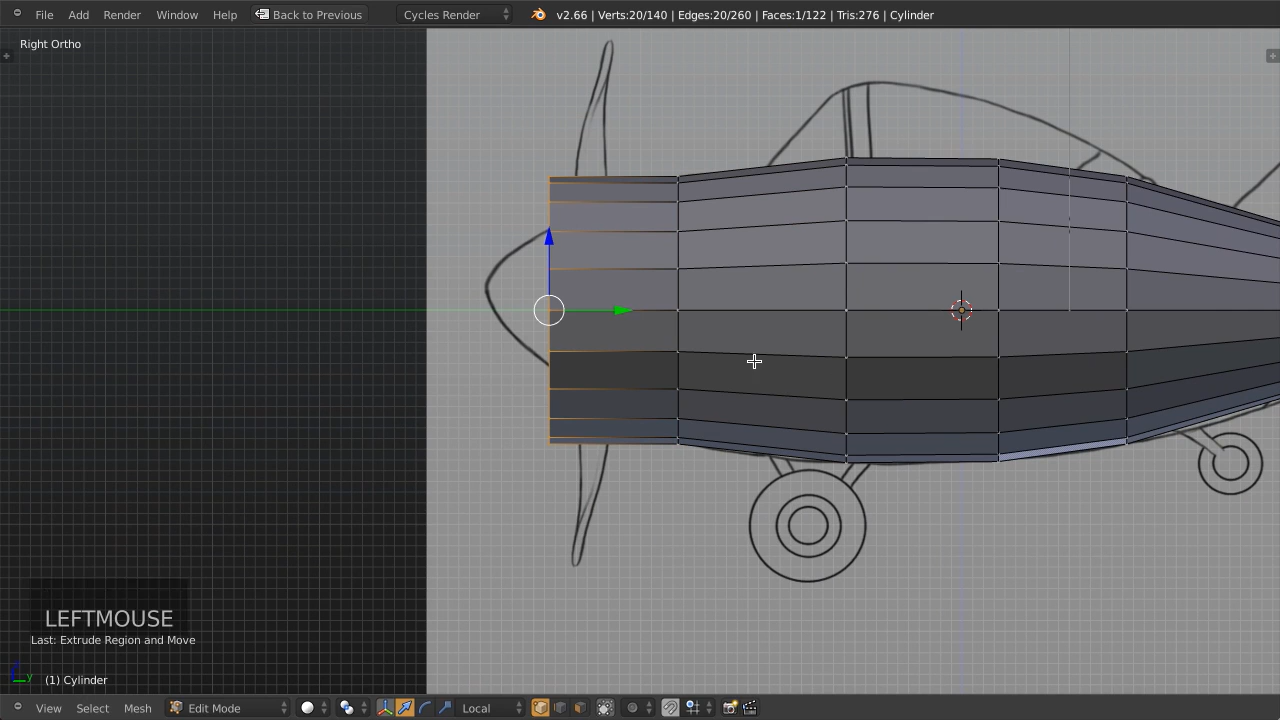 File Add Render Window Help Back to Previous Cycles Render v2.66 | Verts:20/140 | Edges:20/260 | Faces:1/122 | Tris:276 | Cylinder
Right Ortho
LEFTMOUSE
Last: Extrude Region and Move
y (1) Cylinder
View Select Mesh Edit Mode Local